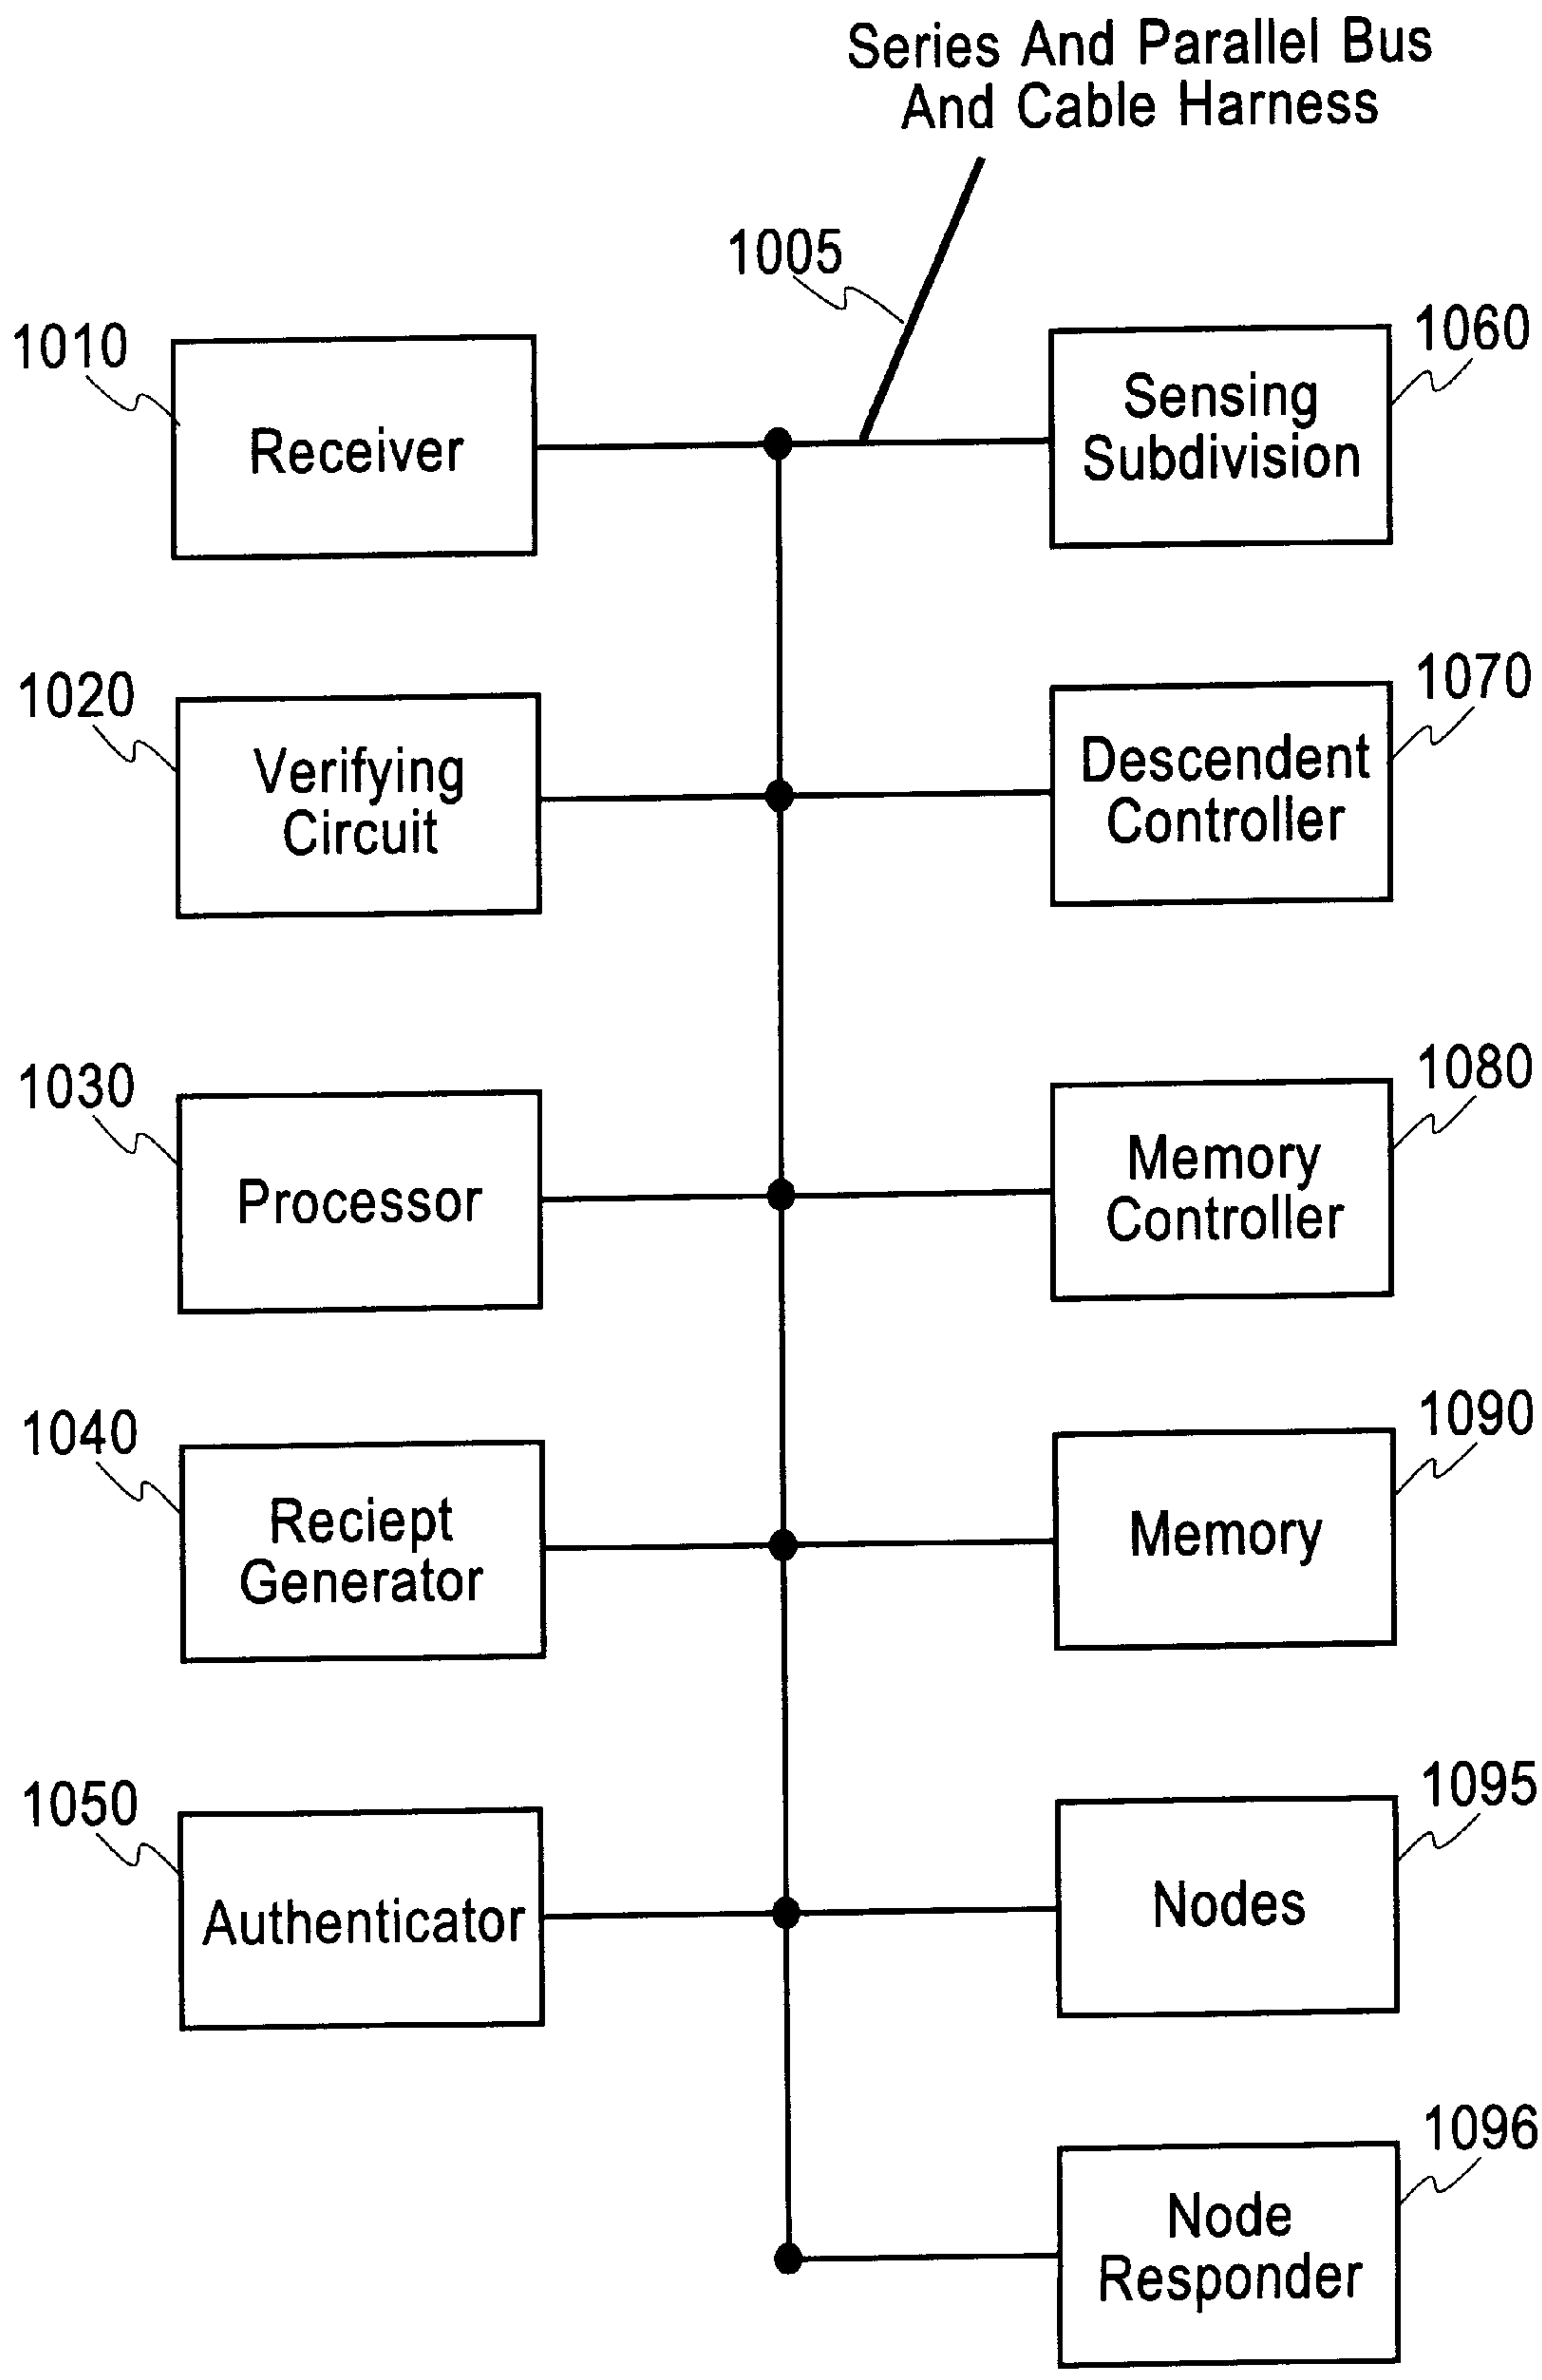 Series And Parallel Bus
And Cable Harness
1005
1010
Receiver
1060
Sensing
Subdivision
1020
Verifying
Circuit
1070
Descendent
Controller
1030
Processor
1080
Memory
Controller
1040
Reciept
Generator
1090
Memory
1050
Authenticator
1095
Nodes
1096
Node
Responder